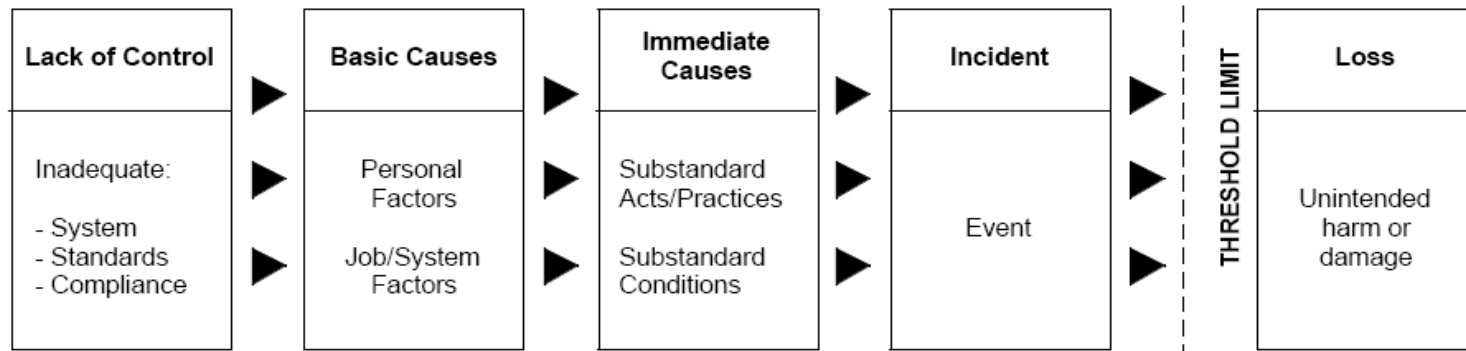 Lack of Control
Inadequate:
- System
- Standards
- Compliance
Basic Causes
Personal
Factors
Job/System
Factors
Immediate
Causes
Substandard
Acts/Practices
Substandard
Conditions
Incident
Event
THRESHOLD LIMIT
Loss
Unintended
harm or
damage